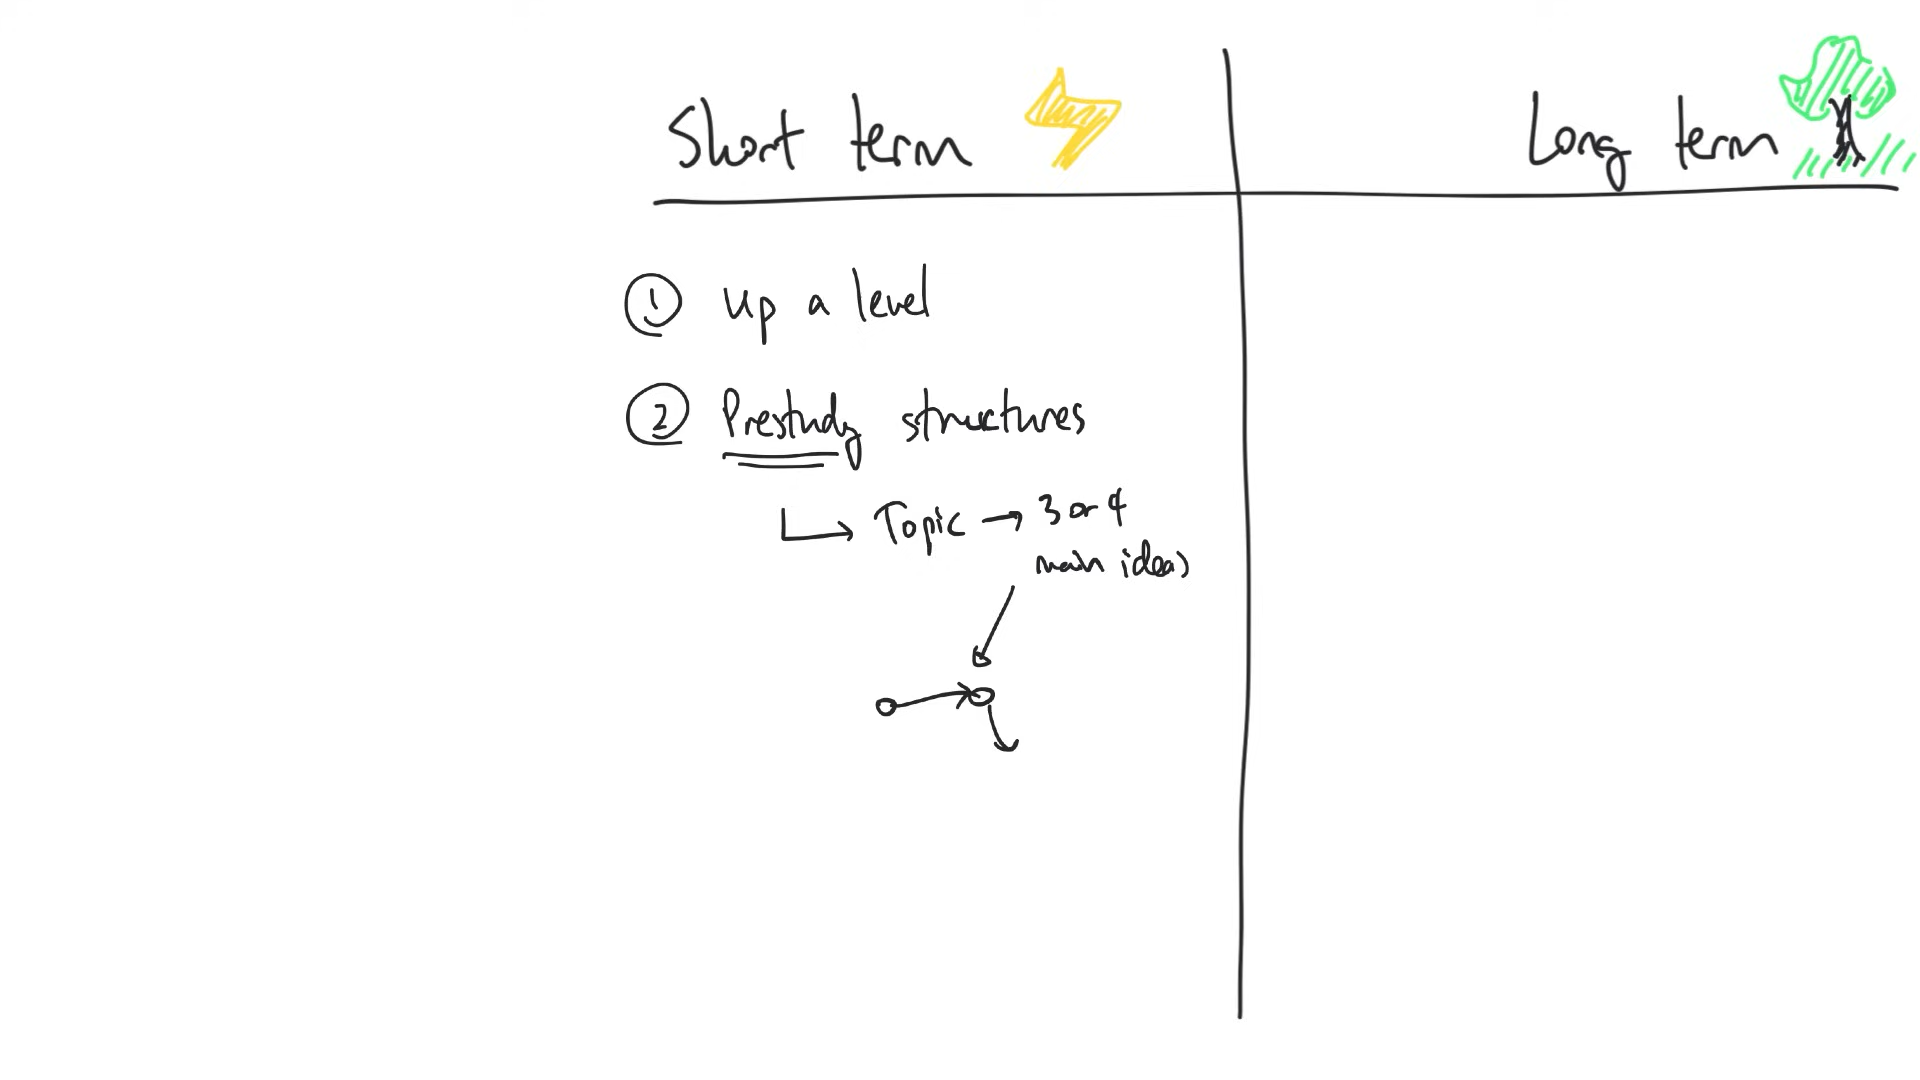 Short term
Long term
1 up a level
2 Prestudy structures
Topic → 3 or 4
main ideas